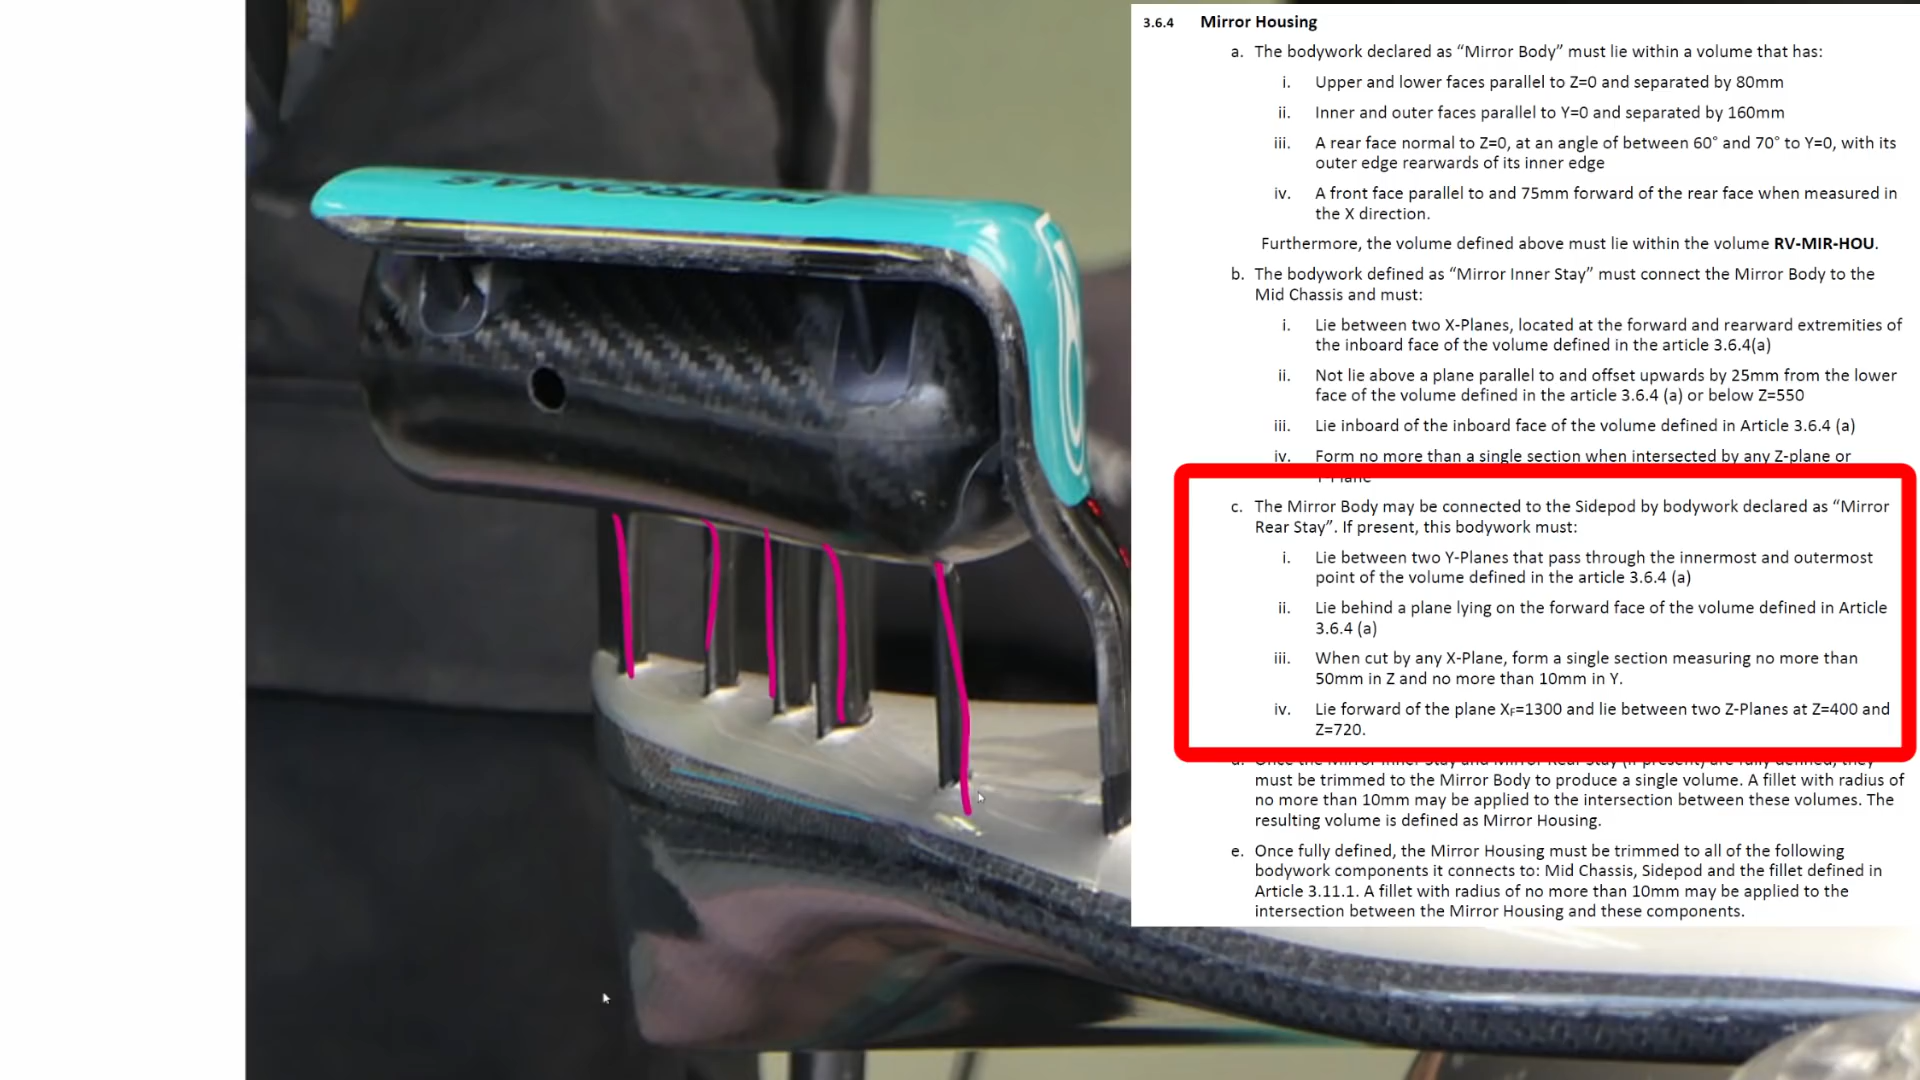 PETRONAS
3.6.4 Mirror Housing
a. The bodywork declared as “Mirror Body” must lie within a volume that has:
i. Upper and lower faces parallel to Z=0 and separated by 80mm
ii. Inner and outer faces parallel to Y=0 and separated by 160mm
iii. A rear face normal to Z=0, at an angle of between 60° and 70° to Y=0, with its
outer edge rearwards of its inner edge
iv. A front face parallel to and 75mm forward of the rear face when measured in
the X direction.
Furthermore, the volume defined above must lie within the volume RV-MIR-HOU.
b. The bodywork defined as “Mirror Inner Stay” must connect the Mirror Body to the
Mid Chassis and must:
i. Lie between two X-Planes, located at the forward and rearward extremities of
the inboard face of the volume defined in the article 3.6.4(a)
ii. Not lie above a plane parallel to and offset upwards by 25mm from the lower
face of the volume defined in the article 3.6.4 (a) or below Z=550
iii. Lie inboard of the inboard face of the volume defined in Article 3.6.4 (a)
iv. Form no more than a single section when intersected by any Z-plane or
Y-Plane
c. The Mirror Body may be connected to the Sidepod by bodywork declared as “Mirror
Rear Stay”. If present, this bodywork must:
i. Lie between two Y-Planes that pass through the innermost and outermost
point of the volume defined in the article 3.6.4 (a)
ii. Lie behind a plane lying on the forward face of the volume defined in Article
3.6.4 (a)
iii. When cut by any X-Plane, form a single section measuring no more than
50mm in Z and no more than 10mm in Y.
iv. Lie forward of the plane XF=1300 and lie between two Z-Planes at Z=400 and
Z=720.
d. Once the Mirror Inner Stay and Mirror Rear Stay (if present) are fully defined, they
must be trimmed to the Mirror Body to produce a single volume. A fillet with radius of
no more than 10mm may be applied to the intersection between these volumes. The
resulting volume is defined as Mirror Housing.
e. Once fully defined, the Mirror Housing must be trimmed to all of the following
bodywork components it connects to: Mid Chassis, Sidepod and the fillet defined in
Article 3.11.1. A fillet with radius of no more than 10mm may be applied to the
intersection between the Mirror Housing and these components.